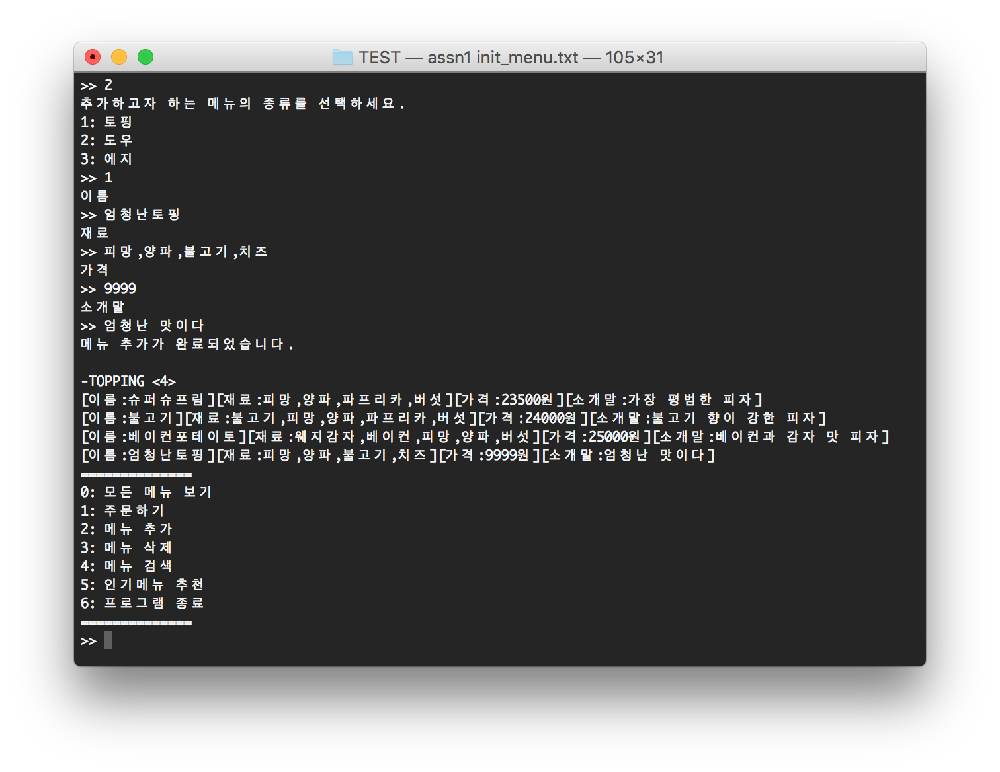 TEST — assn1 init_menu.txt — 105×31
>> 2
추가하고자 하는 메뉴의 종류를 선택하세요.
1: 토핑
2: 도우
3: 에지
>> 1
이름
>> 엄청난토핑
재료
>> 피망,양파,불고기,치즈
가격
>> 9999
소개말
>> 엄청난 맛이다
메뉴 추가가 완료되었습니다.
-TOPPING <4>
[이름:슈퍼슈프림][재료:피망,양파,파프리카,버섯][가격:23500원][소개말:가장 평범한 피자]
[이름:불고기][재료:불고기,피망,양파,파프리카,버섯][가격:24000원][소개말:불고기 향이 강한 피자]
[이름:베이컨포테이토][재료:웨지감자,베이컨,피망,양파,버섯][가격:25000원][소개말:베이컨과 감자 맛 피자]
[이름:엄청난토핑][재료:피망,양파,불고기,치즈][가격:9999원][소개말:엄청난 맛이다]
==============
0: 모든 메뉴 보기
1: 주문하기
2: 메뉴 추가
3: 메뉴 삭제
4: 메뉴 검색
5: 인기메뉴 추천
6: 프로그램 종료
==============
>>